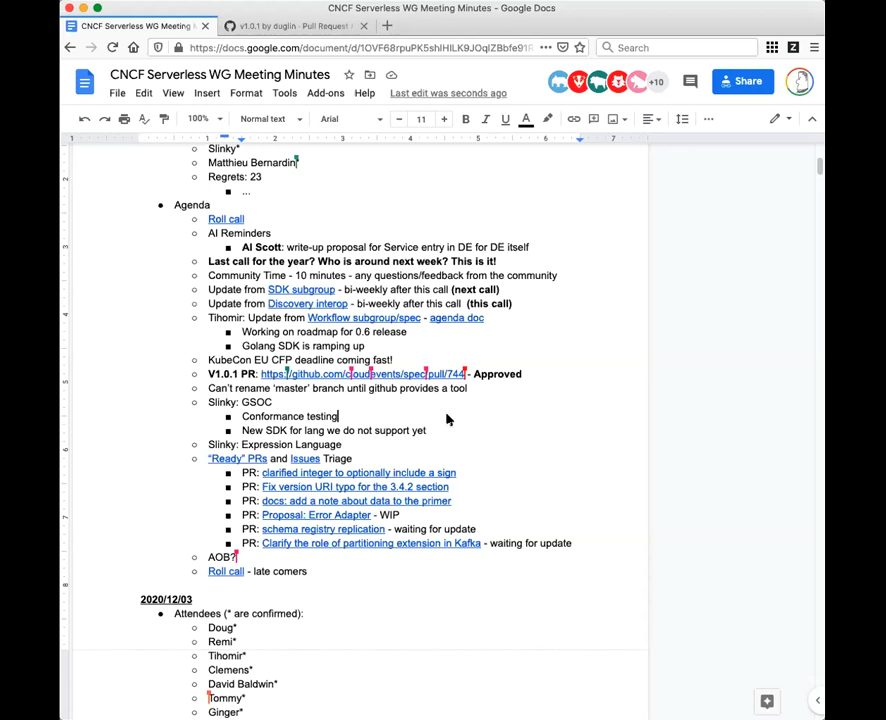 CNCF Serverless WG Meeting Minutes - Google Docs
CNCF Serverless WG Meeting Min
v1.0.1 by duglin · Pull Request
https://docs.google.com/document/d/1OVF68rpuPK5shIHILK9JOqlZbfe91R
Search
CNCF Serverless WG Meeting Minutes
+10
Share
File Edit View Insert Format Tools Add-ons Help Last edit was seconds ago
100% Normal text Arial 11 B I U A
1 1 2 3 4 5 6 7
Slinky*
Matthieu Bernardin*
Regrets: 23
...
Agenda
Roll call
AI Reminders
AI Scott: write-up proposal for Service entry in DE for DE itself
Last call for the year? Who is around next week? This is it!
Community Time - 10 minutes - any questions/feedback from the community
Update from SDK subgroup - bi-weekly after this call (next call)
Update from Discovery interop - bi-weekly after this call (this call)
Tihomir: Update from Workflow subgroup/spec - agenda doc
Working on roadmap for 0.6 release
Golang SDK is ramping up
KubeCon EU CFP deadline coming fast!
V1.0.1 PR: https://github.com/cloudevents/spec/pull/744 - Approved
Can't rename 'master' branch until github provides a tool
Slinky: GSOC
Conformance testing
New SDK for lang we do not support yet
Slinky: Expression Language
"Ready" PRs and Issues Triage
PR: clarified integer to optionally include a sign
PR: Fix version URI typo for the 3.4.2 section
PR: docs: add a note about data to the primer
PR: Proposal: Error Adapter - WIP
PR: schema registry replication - waiting for update
PR: Clarify the role of partitioning extension in Kafka - waiting for update
AOB?
Roll call - late comers
2020/12/03
Attendees (* are confirmed):
Doug*
Remi*
Tihomir*
Clemens*
David Baldwin*
Tommy*
Ginger*